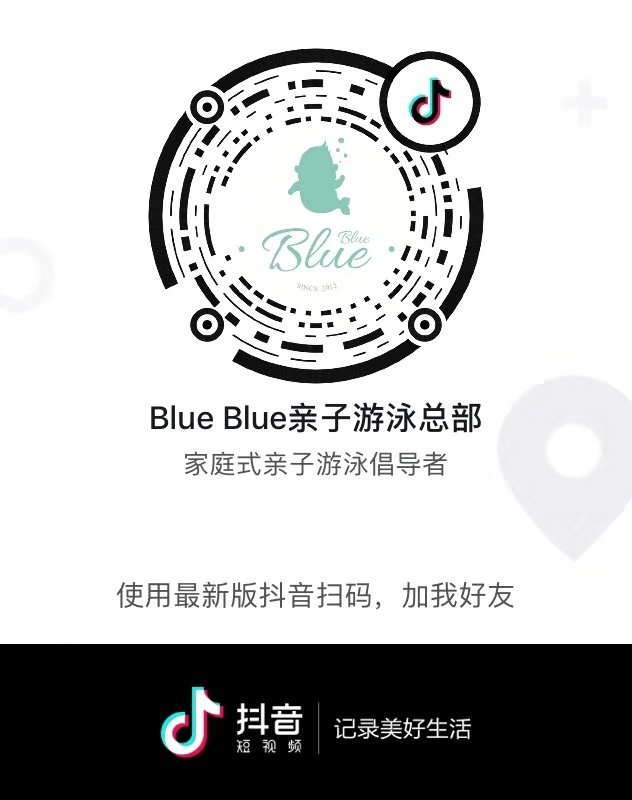 Blue
Blue
SINCE 2012
Blue Blue亲子游泳总部
家庭式亲子游泳倡导者
使用最新版抖音扫码，加我好友
抖音
短视频
记录美好生活